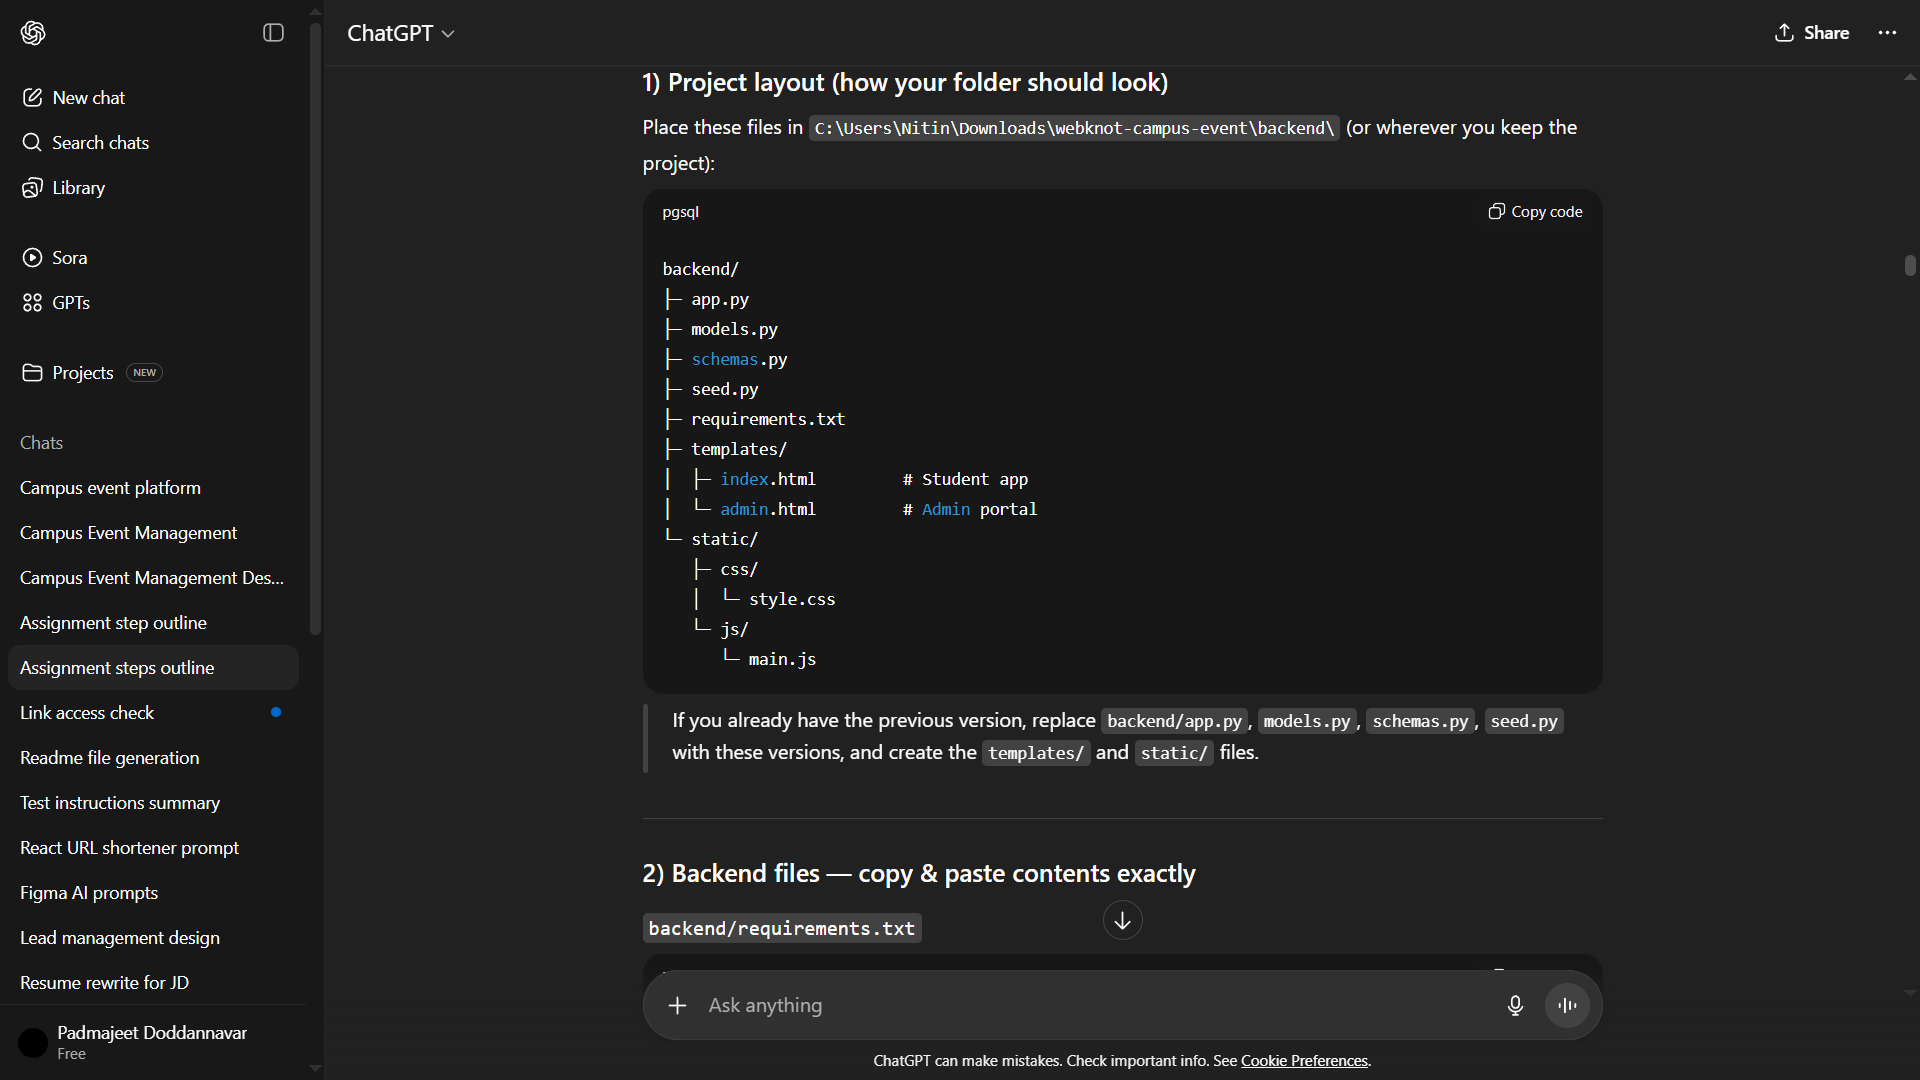 New chat
Search chats
Library
Sora
GPTs
Projects NEW
Chats
Campus event platform
Campus Event Management
Campus Event Management Des...
Assignment step outline
Assignment steps outline
Link access check
Readme file generation
Test instructions summary
React URL shortener prompt
Figma AI prompts
Lead management design
Resume rewrite for JD
Padmajeet Doddannavar
Free
ChatGPT
Share
1) Project layout (how your folder should look)
Place these files in C:\Users\Nitin\Downloads\webknot-campus-event\backend\ (or wherever you keep the
project):
pgsql
Copy code
backend/
├─ app.py
├─ models.py
├─ schemas.py
├─ seed.py
├─ requirements.txt
├─ templates/
│  ├─ index.html         # Student app
│  └─ admin.html         # Admin portal
└─ static/
   ├─ css/
   │  └─ style.css
   └─ js/
      └─ main.js
If you already have the previous version, replace backend/app.py, models.py, schemas.py, seed.py
with these versions, and create the templates/ and static/ files.
2) Backend files — copy & paste contents exactly
backend/requirements.txt
Ask anything
ChatGPT can make mistakes. Check important info. See Cookie Preferences.